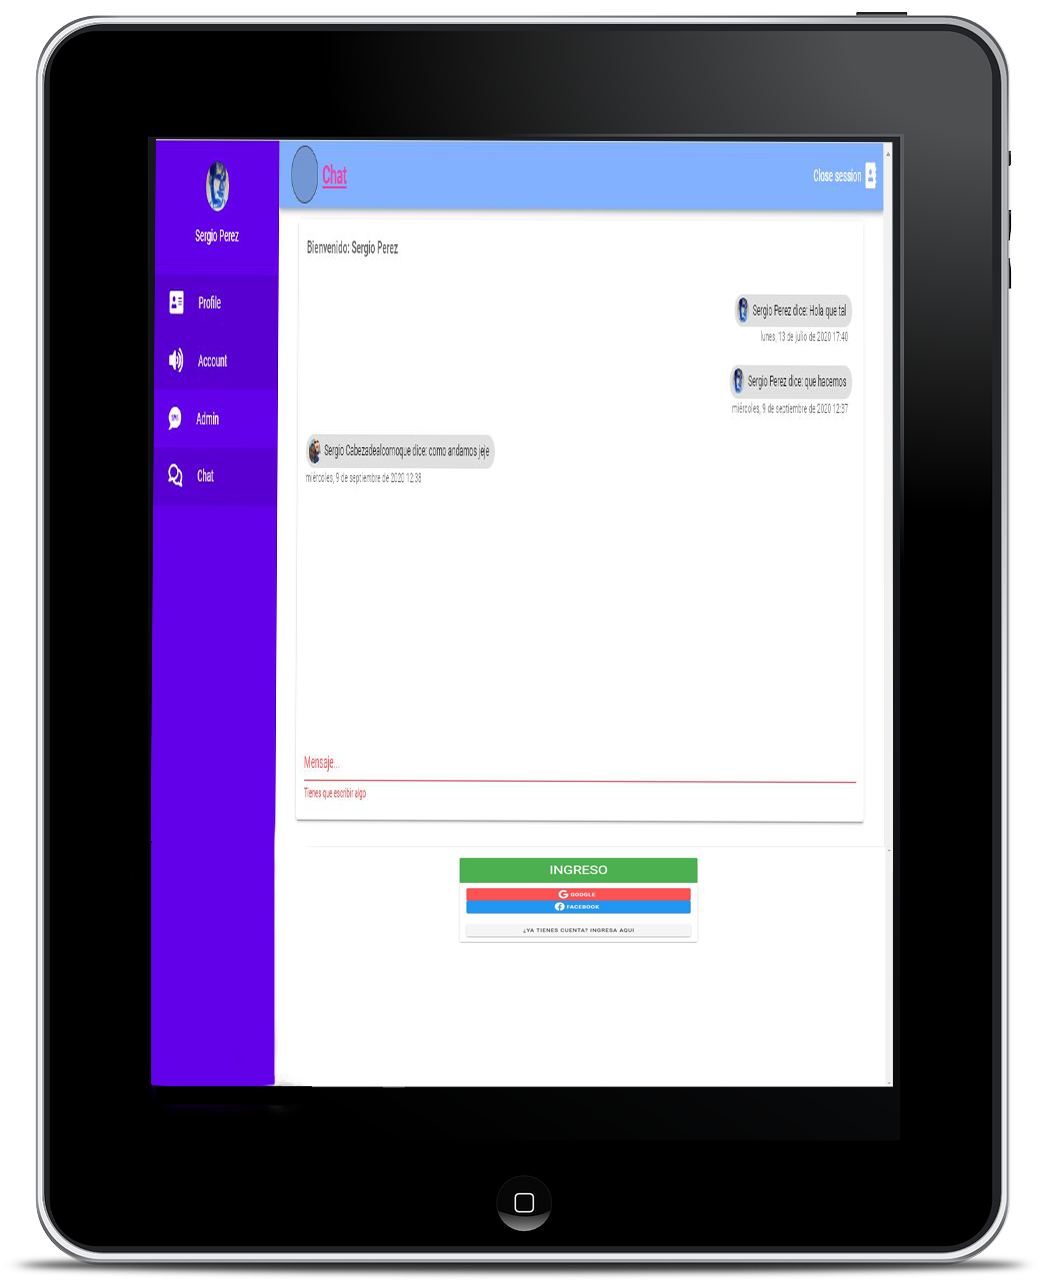 Sergio Perez
Profile
Account
Admin
Chat
Chat
Close session
Bienvenido: Sergio Perez
Sergio Perez dice: Hola que tal
lunes, 13 de julio de 2020 17:40
Sergio Perez dice: que hacemos
miércoles, 9 de septiembre de 2020 12:37
Sergio Cabezadealcornoque dice: como andamos jeje
miércoles, 9 de septiembre de 2020 12:38
Mensaje...
Tienes que escribir algo
INGRESO
GOOGLE
FACEBOOK
¿YA TIENES CUENTA? INGRESA AQUI